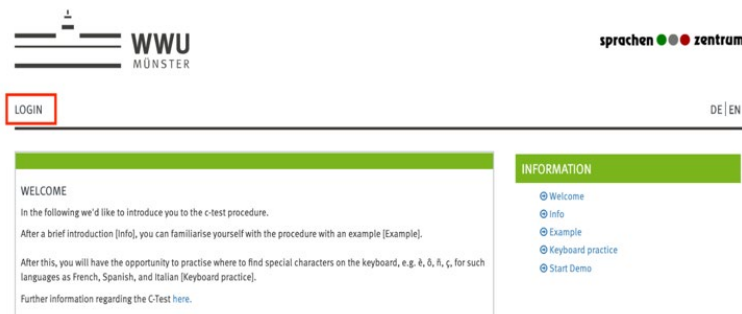 WWU
MÜNSTER
sprachen zentrum
LOGIN
DE | EN
WELCOME
In the following we'd like to introduce you to the c-test procedure.
After a brief introduction [Info], you can familiarise yourself with the procedure with an example [Example].
After this, you will have the opportunity to practise where to find special characters on the keyboard, e.g. è, ô, ñ, ç, for such
languages as French, Spanish, and Italian [Keyboard practice].
Further information regarding the C-Test here.
INFORMATION
Welcome
Info
Example
Keyboard practice
Start Demo